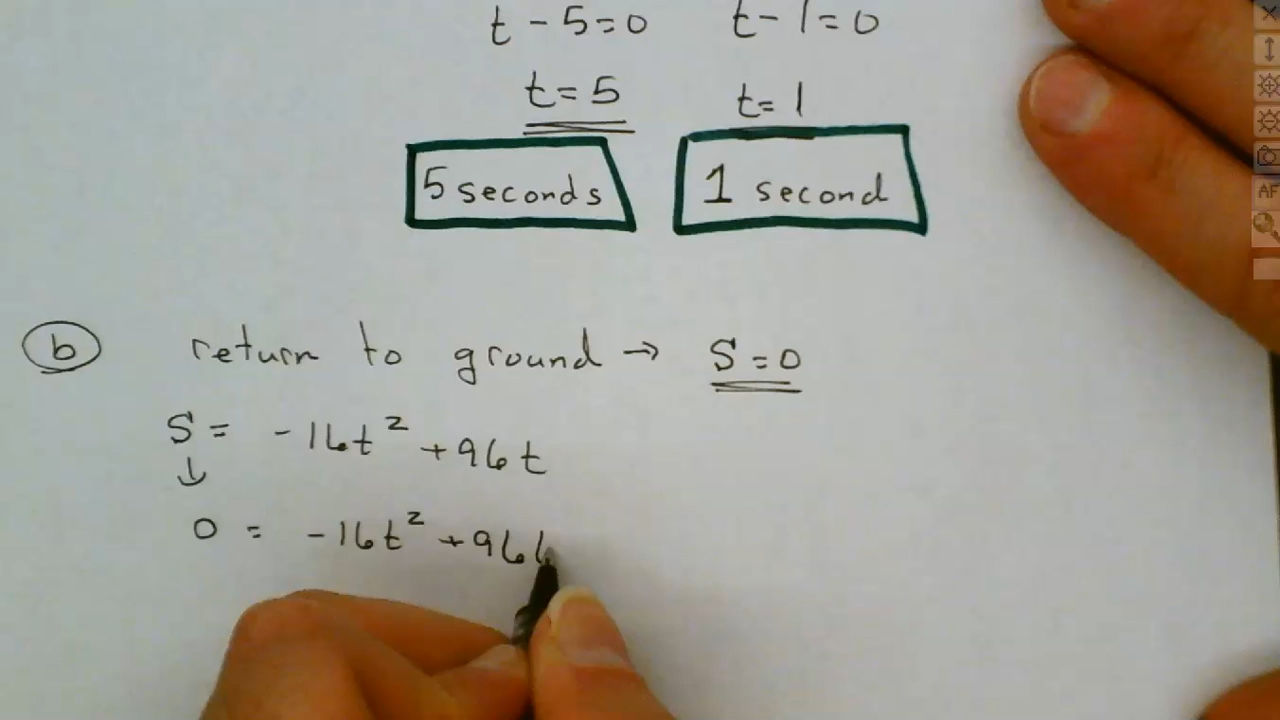 t - 5 = 0 t - 1 = 0
t = 5 t = 1
5 seconds 1 second
b return to ground → S = 0
S = -16t² + 96t
↓
0 = -16t² + 96t
AF